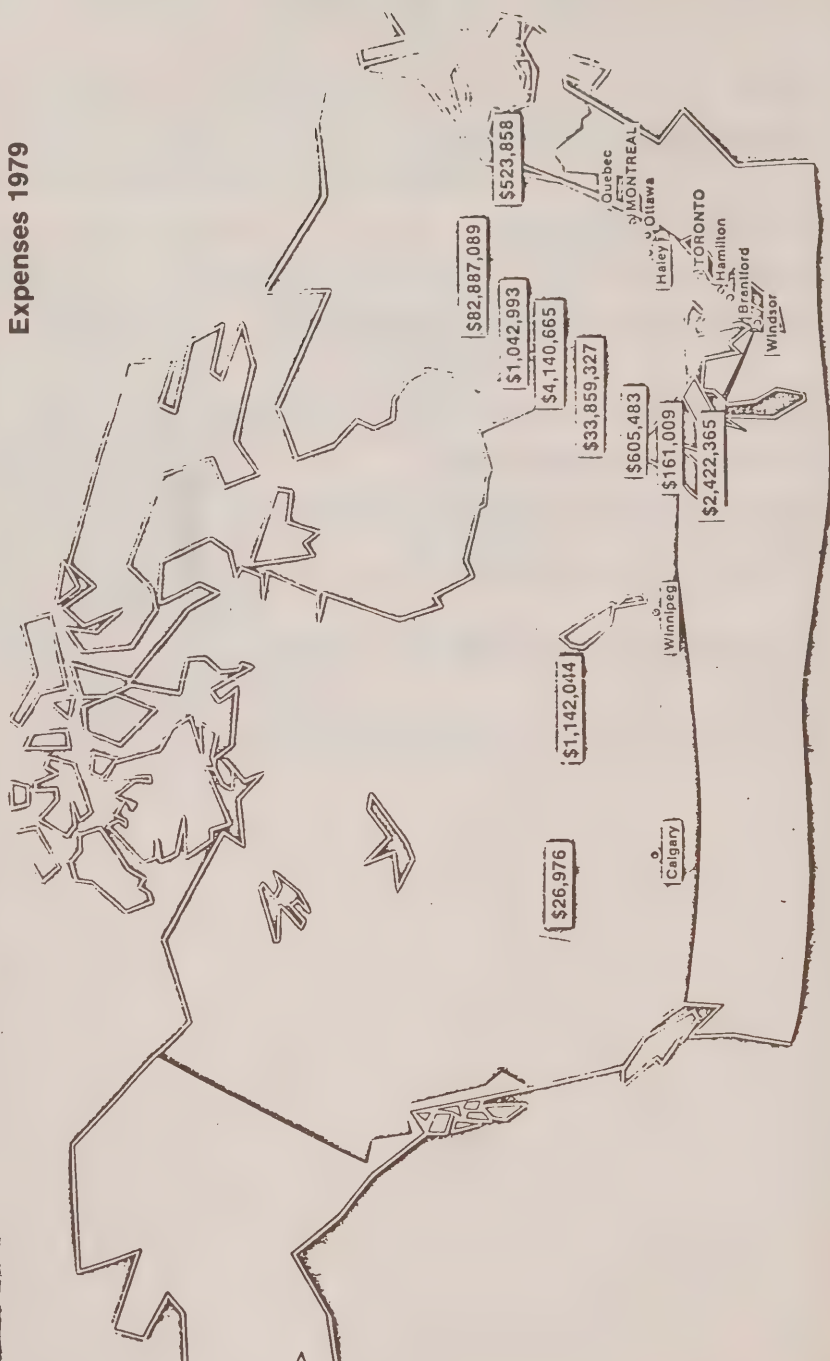 Expenses 1979
$523,858
$82,887,089
$1,042,993
$4,140,665
$33,859,327
$605,483
$161,009
$2,422,365
$1,142,044
$26,976
Quebec
MONTREAL
Ottawa
Haley
TORONTO
Hamilton
Brantford
Windsor
Winnipeg
Calgary